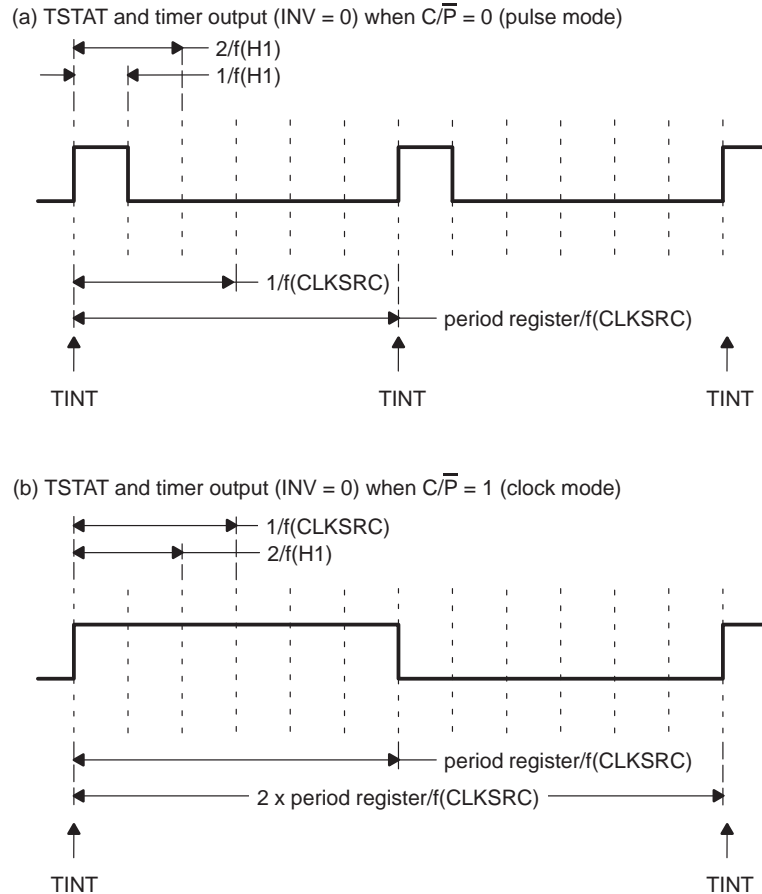 (a) TSTAT and timer output (INV = 0) when C/P̅ = 0 (pulse mode)
2/f(H1)
1/f(H1)
1/f(CLKSRC)
period register/f(CLKSRC)
TINT TINT TINT
(b) TSTAT and timer output (INV = 0) when C/P̅ = 1 (clock mode)
1/f(CLKSRC)
2/f(H1)
period register/f(CLKSRC)
2 x period register/f(CLKSRC)
TINT TINT